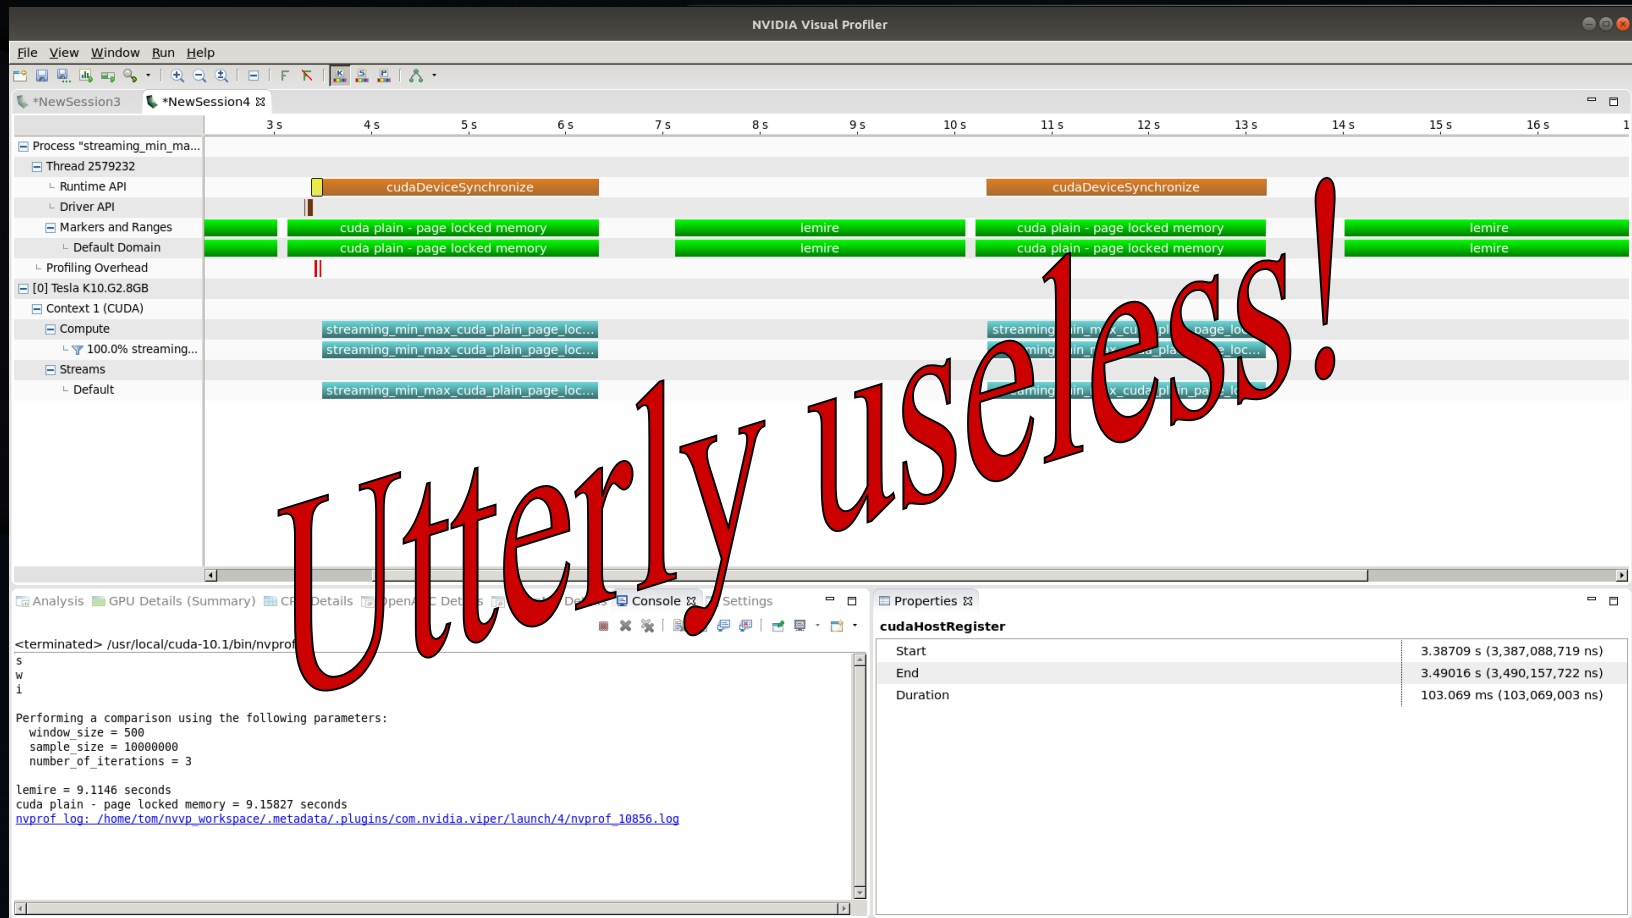 NVIDIA Visual Profiler
File View Window Run Help
*NewSession3 *NewSession4
3 s 4 s 5 s 6 s 7 s 8 s 9 s 10 s 11 s 12 s 13 s 14 s 15 s 16 s 1
Process "streaming_min_ma...
Thread 2579232
Runtime API cudaDeviceSynchronize cudaDeviceSynchronize
Driver API
Markers and Ranges cuda plain - page locked memory lemire cuda plain - page locked memory lemire
Default Domain cuda plain - page locked memory lemire cuda plain - page locked memory lemire
Profiling Overhead
[0] Tesla K10.G2.8GB
Context 1 (CUDA)
Compute streaming_min_max_cuda_plain_page_loc...
100.0% streaming... streaming_min_max_cuda_plain_page_loc...
Streams
Default streaming_min_max_cuda_plain_page_loc...
Utterly useless!
Analysis GPU Details (Summary) Details Console Settings
<terminated> /usr/local/cuda-10.1/bin/nvprof
s
w
i
Performing a comparison using the following parameters:
window_size = 500
sample_size = 10000000
number_of_iterations = 3
lemire = 9.1146 seconds
cuda plain - page locked memory = 9.15827 seconds
nvprof log: /home/tom/nvvp_workspace/.metadata/.plugins/com.nvidia.viper/launch/4/nvprof_10856.log
Properties
cudaHostRegister
Start 3.38709 s (3,387,088,719 ns)
End 3.49016 s (3,490,157,722 ns)
Duration 103.069 ms (103,069,003 ns)